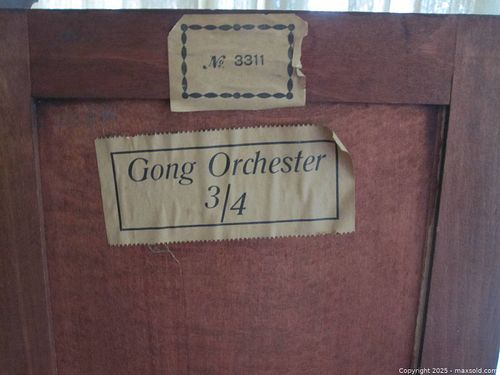 № 3311
Gong Orchester
3/4
Copyright 2025 - maxsold.com